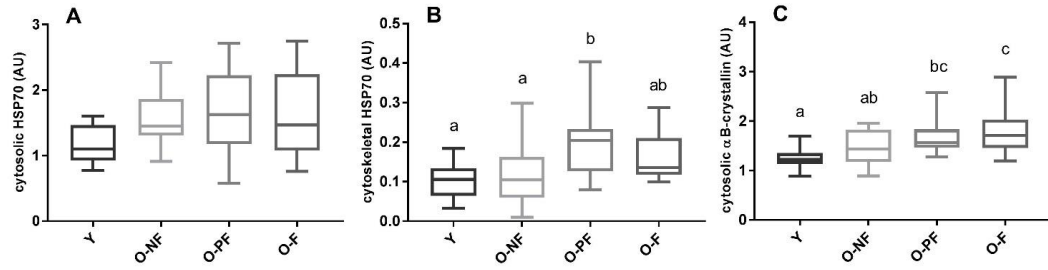 A
cytosolic HSP70 (AU)
3
2
1
0
Y
O-NF
O-PF
O-F
B
cytoskeletal HSP70 (AU)
0.5
0.4
0.3
0.2
0.1
0.0
a
a
b
ab
Y
O-NF
O-PF
O-F
C
cytosolic α B-crystallin (AU)
4
3
2
1
0
a
ab
bc
c
Y
O-NF
O-PF
O-F